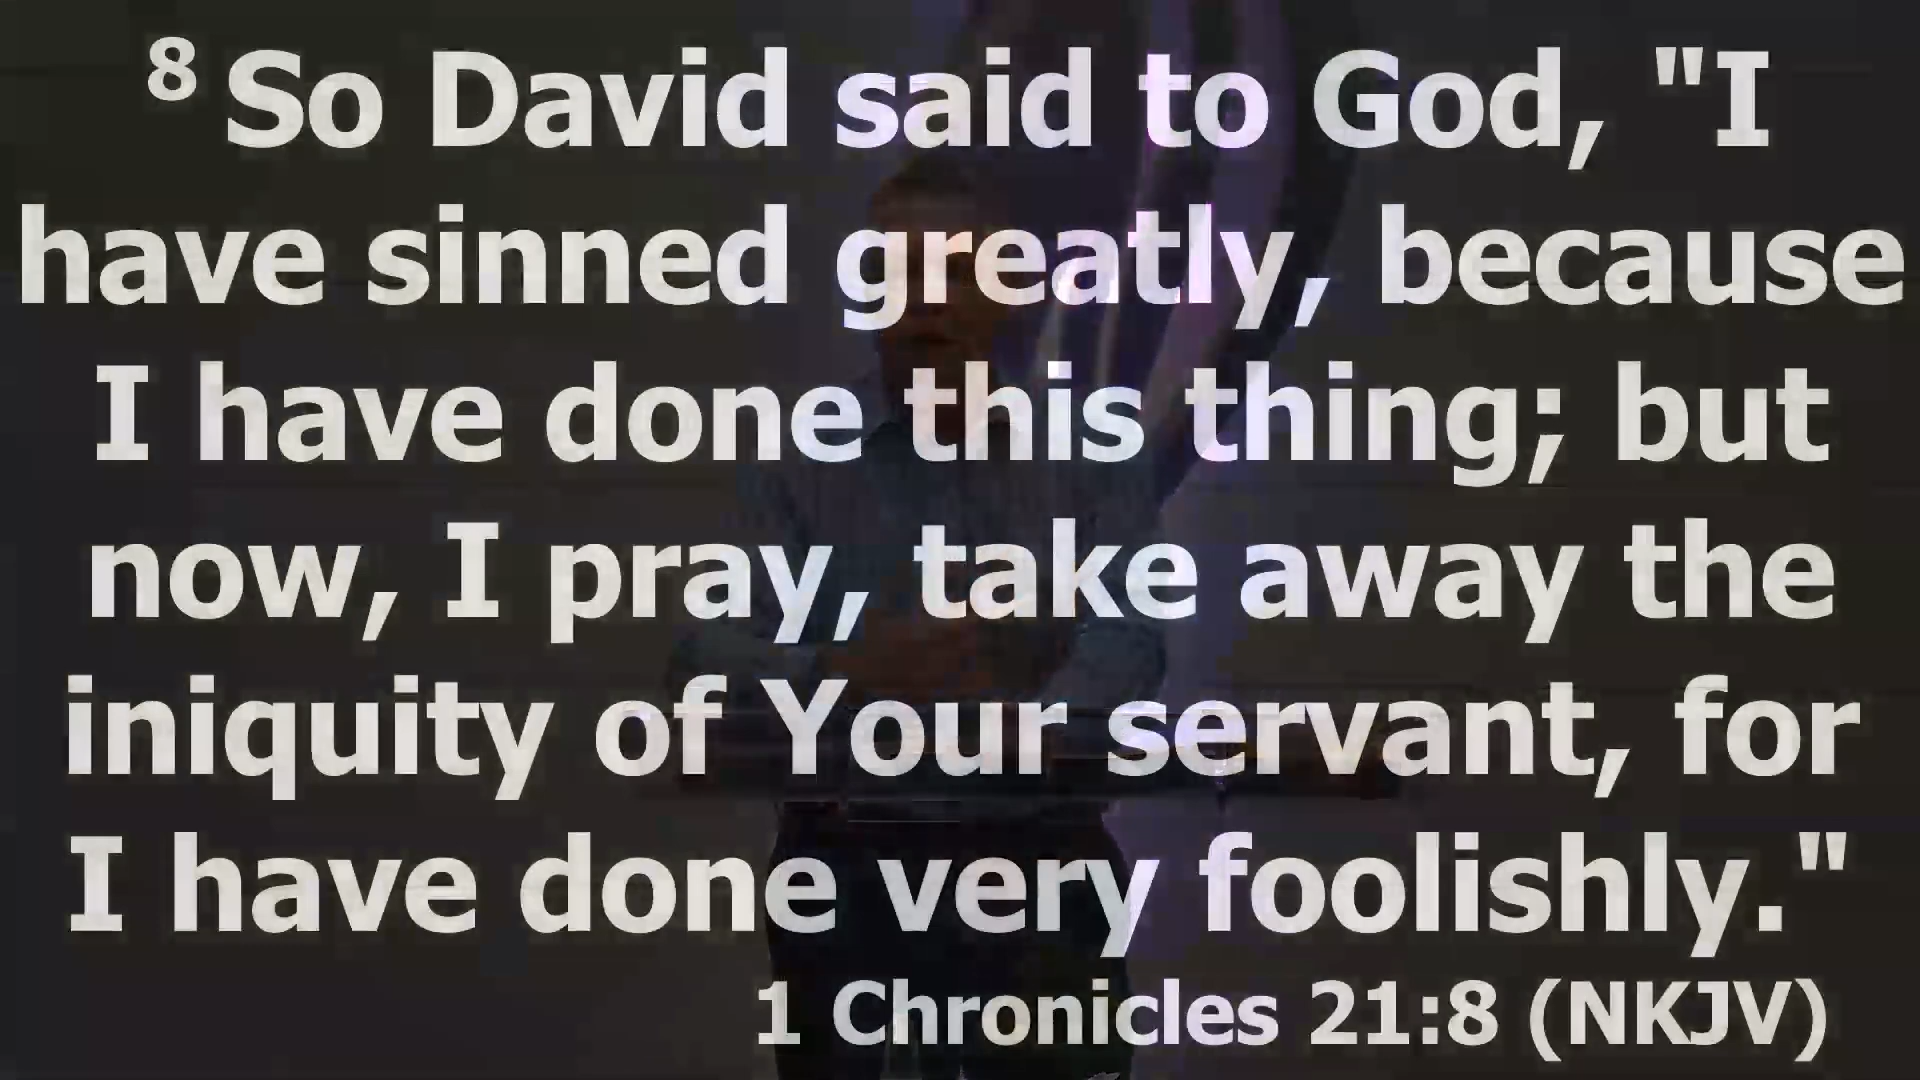 8 So David said to God, "I
have sinned greatly, because
I have done this thing; but
now, I pray, take away the
iniquity of Your servant, for
I have done very foolishly."
1 Chronicles 21:8 (NKJV)